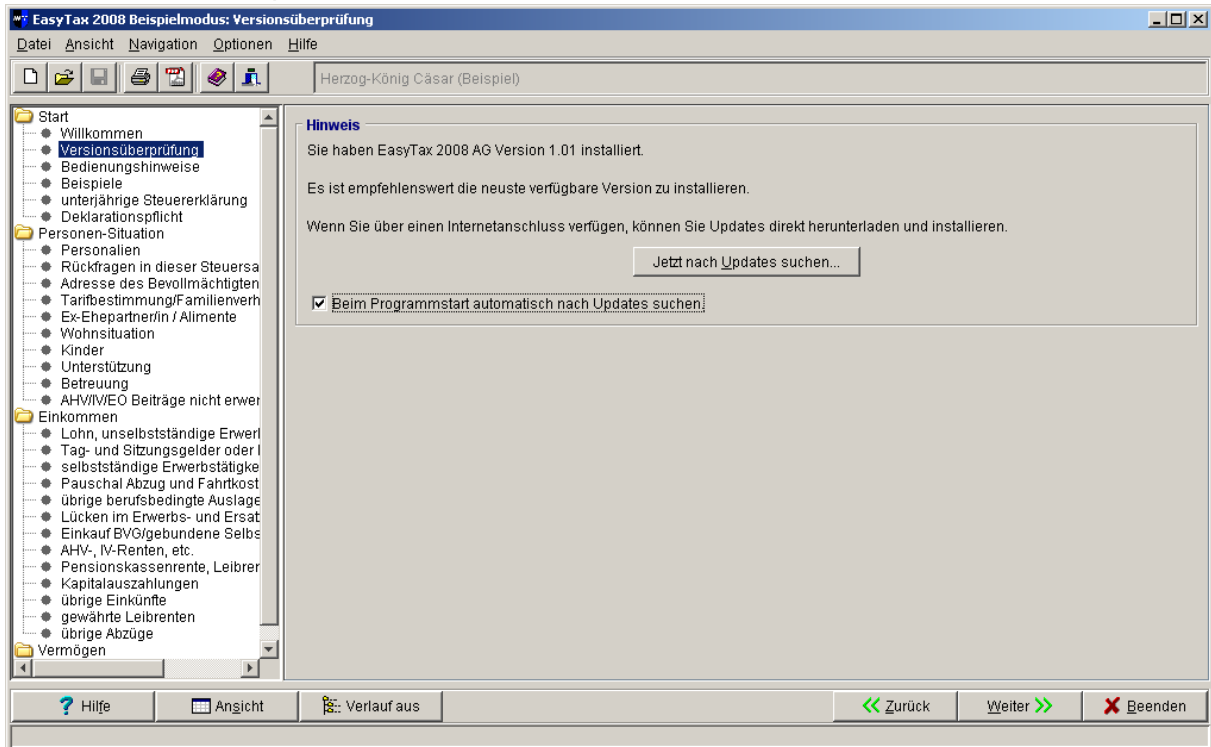 EasyTax 2008 Beispielmodus: Versionsüberprüfung
Datei Ansicht Navigation Optionen Hilfe
Herzog-König Cäsar (Beispiel)
Start
Willkommen
Versionsüberprüfung
Bedienungshinweise
Beispiele
unterjährige Steuererklärung
Deklarationspflicht
Personen-Situation
Personalien
Rückfragen in dieser Steuersa
Adresse des Bevollmächtigten
Tarifbestimmung/Familienverh
Ex-Ehepartner/in / Alimente
Wohnsituation
Kinder
Unterstützung
Betreuung
AHV/IV/EO Beiträge nicht erwer
Einkommen
Lohn, unselbstständige Erwerl
Tag- und Sitzungsgelder oder l
selbstständige Erwerbstätigke
Pauschal Abzug und Fahrtkost
übrige berufsbedingte Auslage
Lücken im Erwerbs- und Ersat
Einkauf BVG/gebundene Selbs
AHV-, IV-Renten, etc.
Pensionskassenrente, Leibrer
Kapitalauszahlungen
übrige Einkünfte
gewährte Leibrenten
übrige Abzüge
Vermögen
Hinweis
Sie haben EasyTax 2008 AG Version 1.01 installiert.
Es ist empfehlenswert die neuste verfügbare Version zu installieren.
Wenn Sie über einen Internetanschluss verfügen, können Sie Updates direkt herunterladen und installieren.
Jetzt nach Updates suchen...
Beim Programmstart automatisch nach Updates suchen.
Hilfe Ansicht Verlauf aus Zurück Weiter Beenden